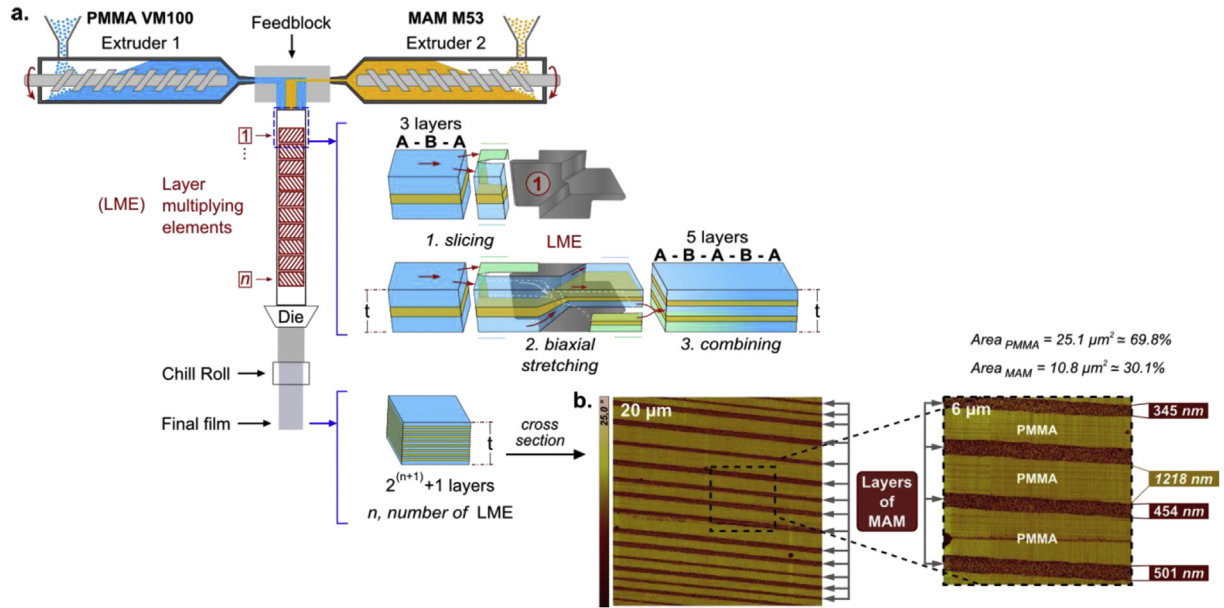 a.
PMMA VM100
Extruder 1
Feedblock
MAM M53
Extruder 2
1
⋮
(LME)
Layer
multiplying
elements
n
Die
Chill Roll
Final film
3 layers
A - B - A
1
1. slicing
LME
5 layers
A - B - A - B - A
t
t
2. biaxial
stretching
3. combining
t
2(n+1)+1 layers
n, number of LME
cross
section
b.
25.0 °
20 µm
Layers
of
MAM
Area PMMA = 25.1 µm² ≃ 69.8%
Area MAM = 10.8 µm² ≃ 30.1%
6 µm
PMMA
PMMA
PMMA
345 nm
1218 nm
454 nm
501 nm